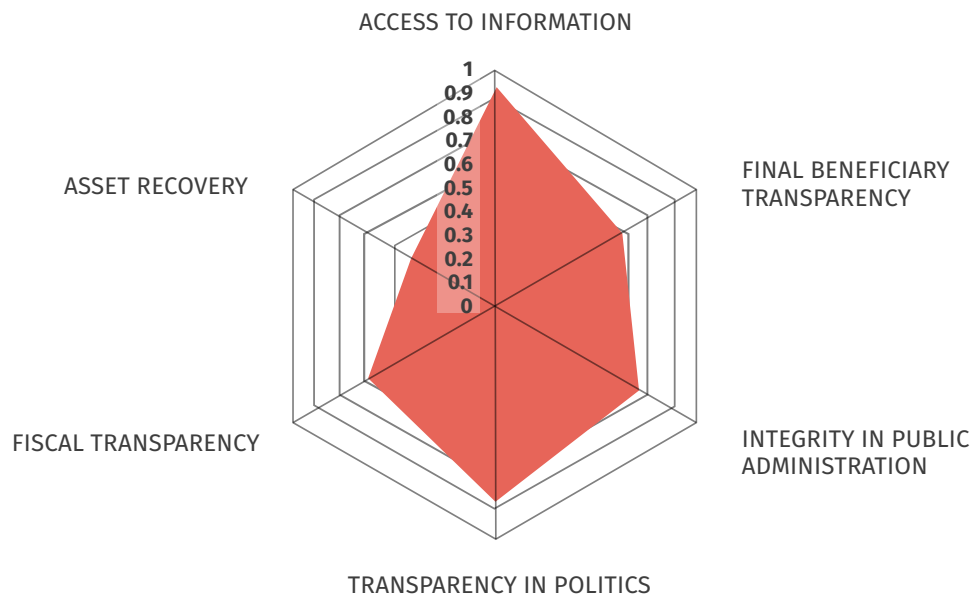 ACCESS TO INFORMATION
1
0.9
0.8
0.7
0.6
0.5
0.4
0.3
0.2
0.1
0
FINAL BENEFICIARY
TRANSPARENCY
ASSET RECOVERY
INTEGRITY IN PUBLIC
ADMINISTRATION
FISCAL TRANSPARENCY
TRANSPARENCY IN POLITICS